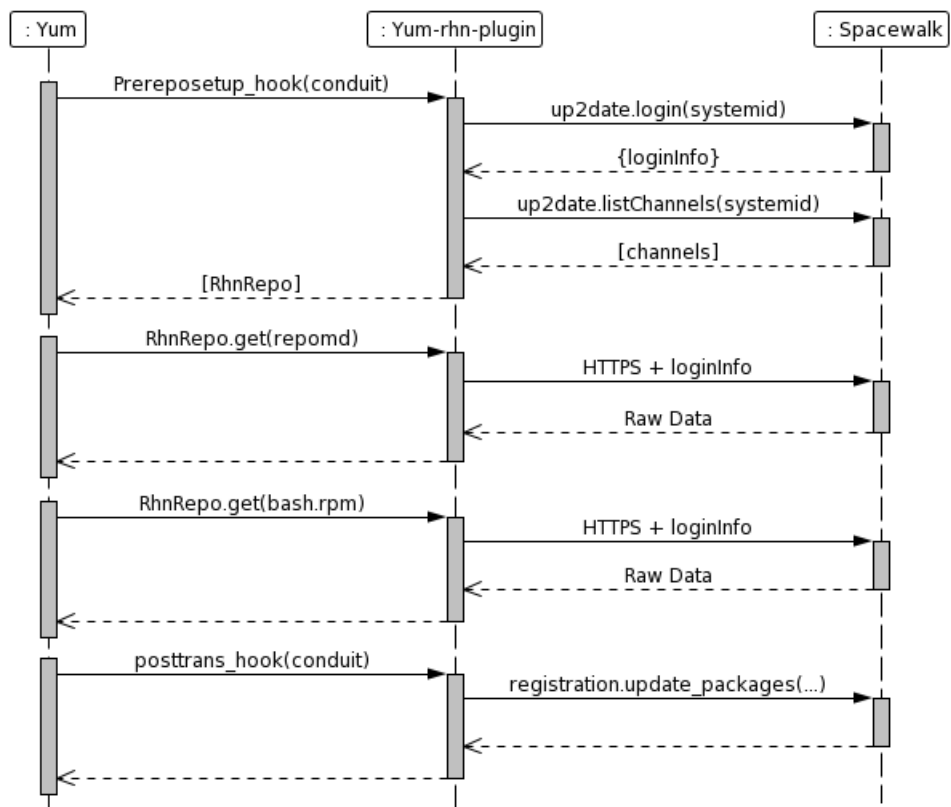 : Yum
: Yum-rhn-plugin
: Spacewalk
Prereposetup_hook(conduit)
up2date.login(systemid)
{loginInfo}
up2date.listChannels(systemid)
[channels]
[RhnRepo]
RhnRepo.get(repomd)
HTTPS + loginInfo
Raw Data
RhnRepo.get(bash.rpm)
HTTPS + loginInfo
Raw Data
posttrans_hook(conduit)
registration.update_packages(...)